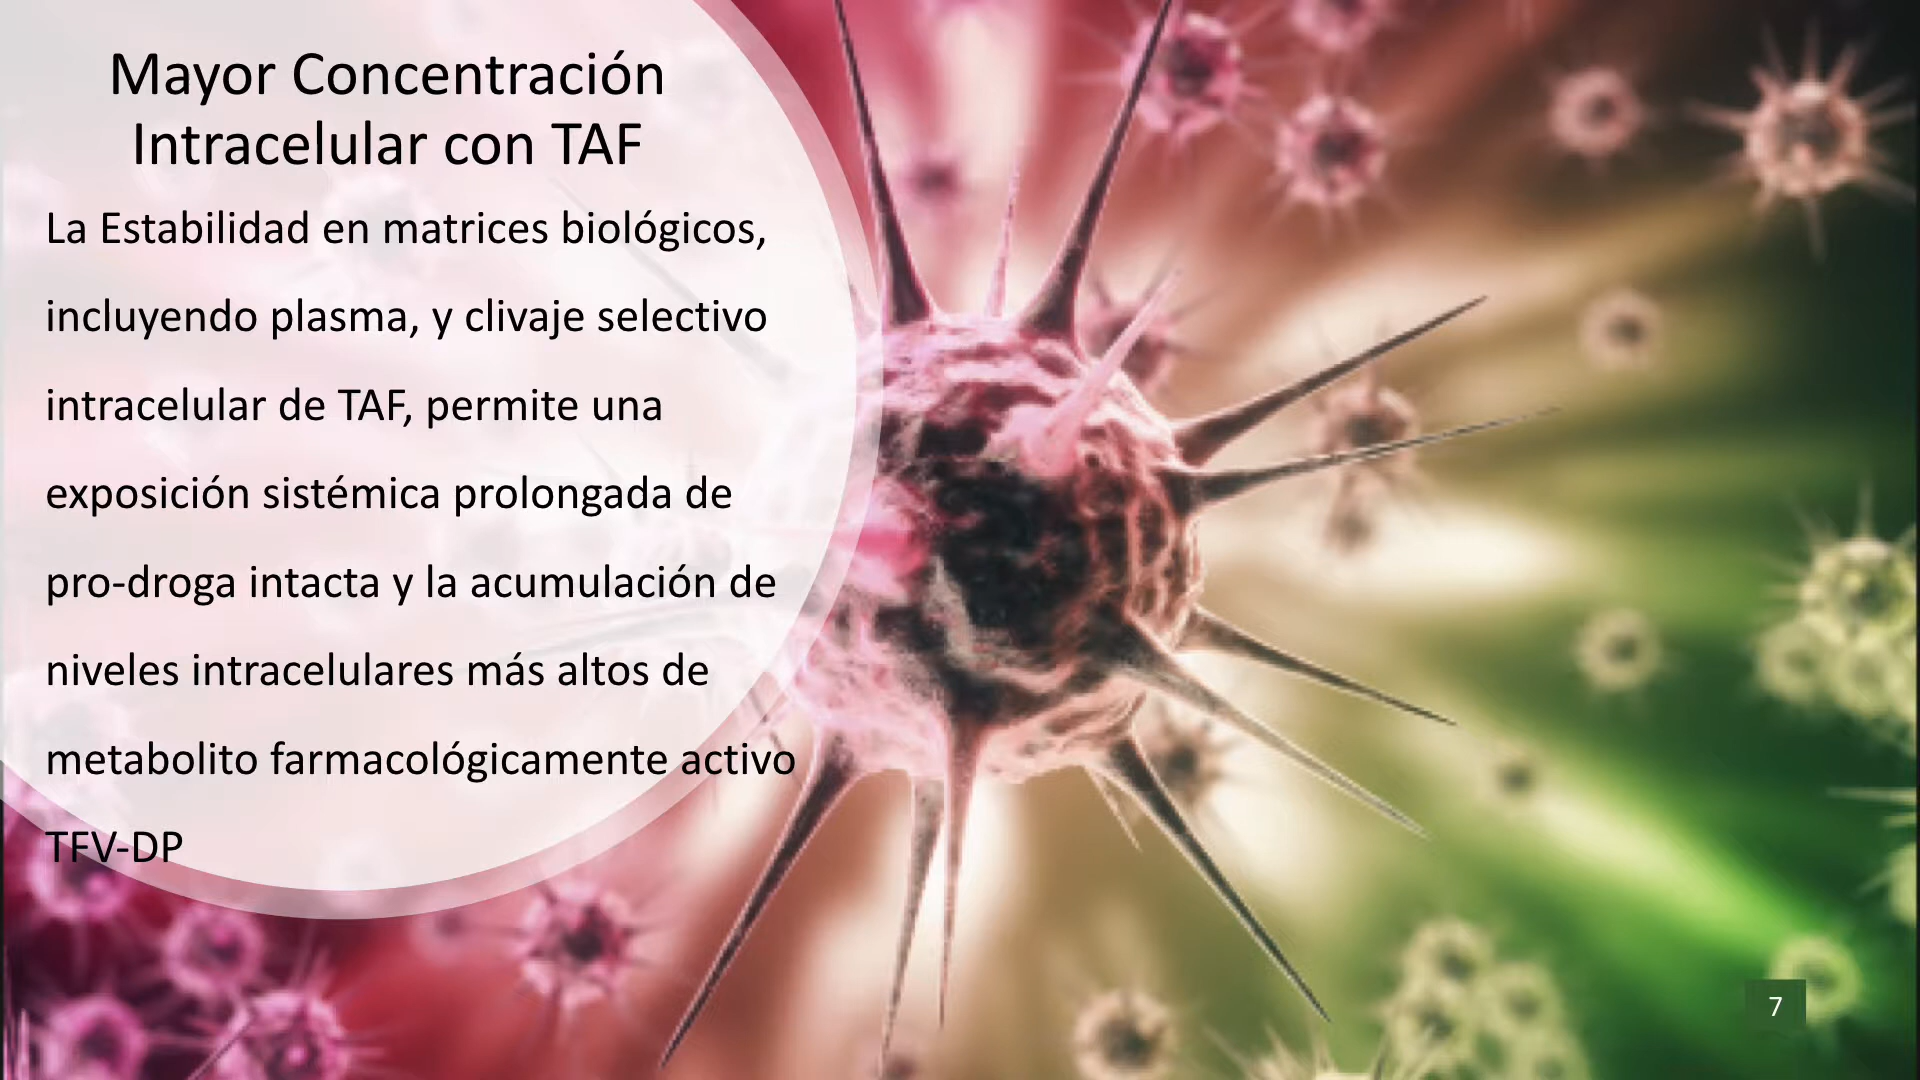 Mayor Concentración
Intracelular con TAF
La Estabilidad en matrices biológicos,
incluyendo plasma, y clivaje selectivo
intracelular de TAF, permite una
exposición sistémica prolongada de
pro-droga intacta y la acumulación de
niveles intracelulares más altos de
metabolito farmacológicamente activo
TFV-DP
7